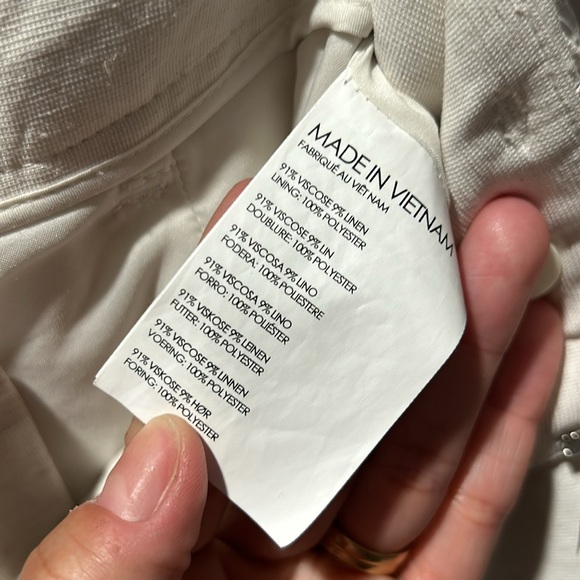 MADE IN VIETNAM
FABRIQUÉ AU VIÊT NAM
91% VISCOSE 9% LINEN
LINING: 100% POLYESTER
91% VISCOSE 9% LIN
DOUBLURE: 100% POLYESTER
91% VISCOSA 9% LINO
FODERA: 100% POLIESTERE
91% VISCOSA 9% LINO
FORRO: 100% POLIÉSTER
91% VISKOSE 9% LEINEN
FUTTER: 100% POLYESTER
91% VISCOSE 9% LINNEN
VOERING: 100% POLYESTER
91% VISKOSE 9% HØR
FORING: 100% POLYESTER